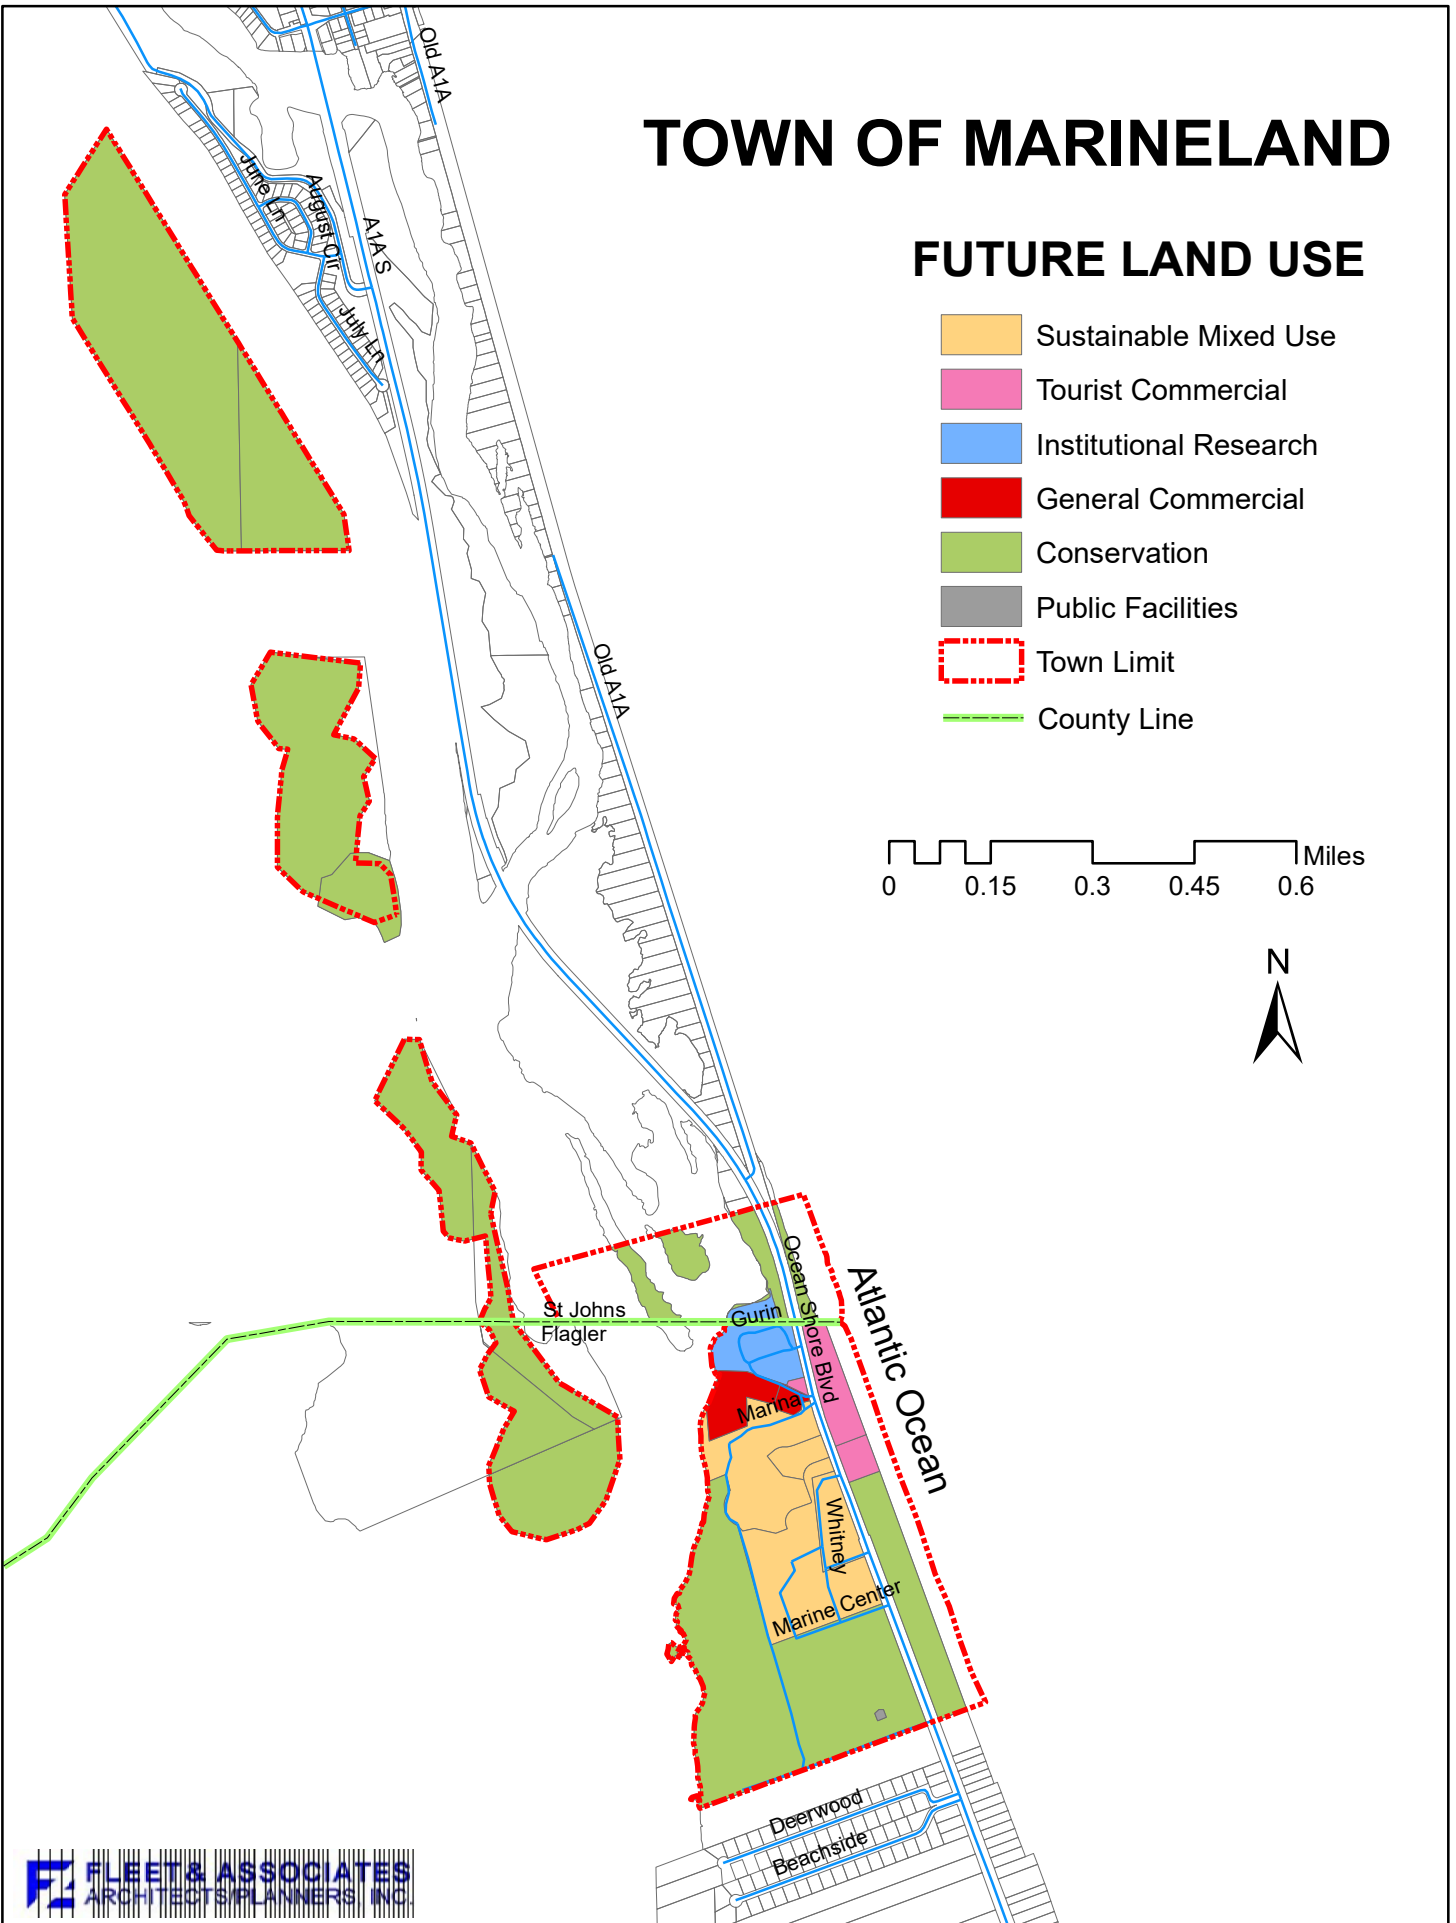 TOWN OF MARINELAND
FUTURE LAND USE
Sustainable Mixed Use
Tourist Commercial
Institutional Research
General Commercial
Conservation
Public Facilities
Town Limit
County Line
Miles
0 0.15 0.3 0.45 0.6
N
Old A1A
June Ln
August Cir
A1A S
July Ln
Old A1A
Ocean Shore Blvd
Atlantic Ocean
St Johns
Flagler
Gurin
Marina
Whitney
Marine Center
Deerwood
Beachside
FLEET & ASSOCIATES
ARCHITECTS/PLANNERS, INC.